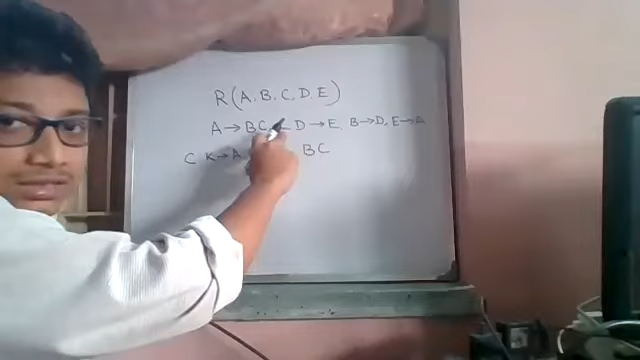 R(A, B, C, D, E)
A → BC, D → E, B → D, E → A
C K → A BC